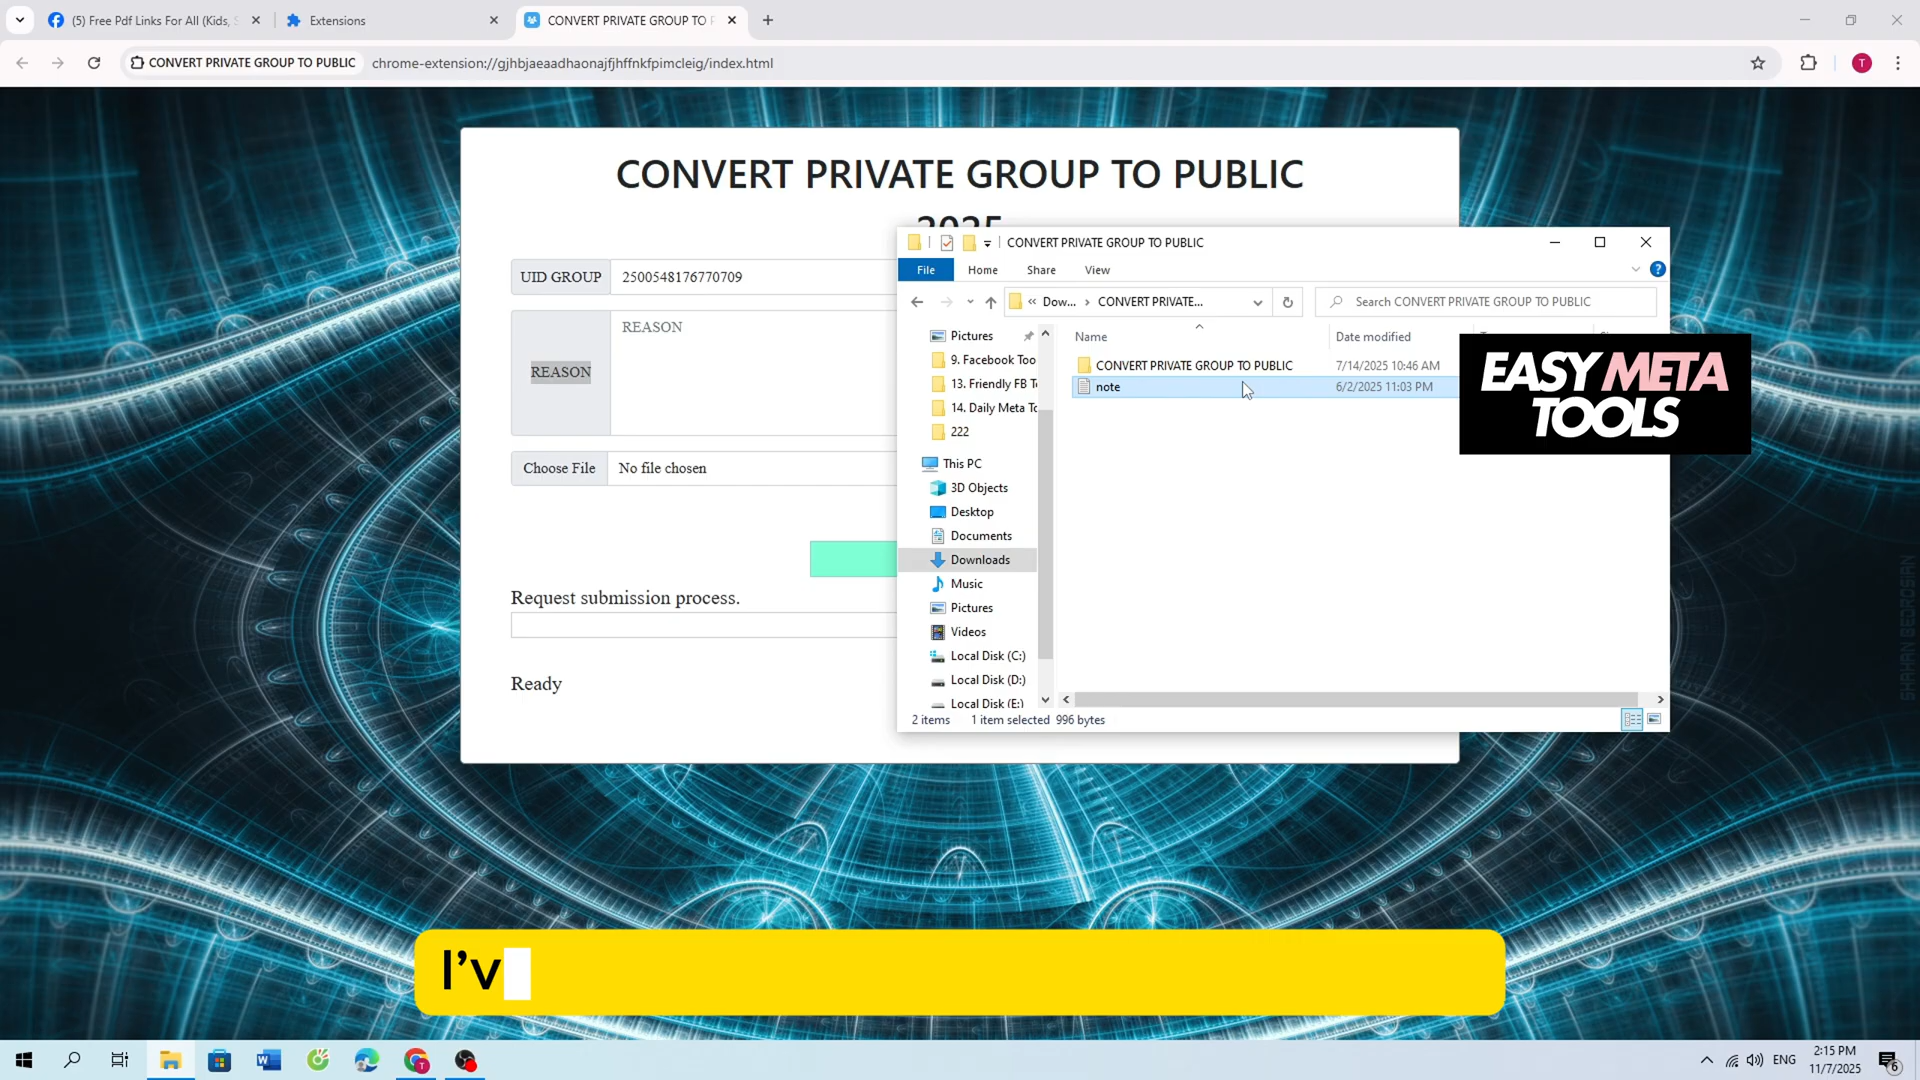 (5) Free Pdf Links For All (Kids, S
Extensions
CONVERT PRIVATE GROUP TO P
CONVERT PRIVATE GROUP TO PUBLIC
chrome-extension://gjhbjaeaadhaonajfjhffnkfpimcleig/index.html
T
CONVERT PRIVATE GROUP TO PUBLIC
2025
UID GROUP
2500548176770709
REASON
REASON
Choose File
No file chosen
Request submission process.
Ready
CONVERT PRIVATE GROUP TO PUBLIC
File
Home
Share
View
« Dow... › CONVERT PRIVATE...
Search CONVERT PRIVATE GROUP TO PUBLIC
Name
Date modified
Pictures
9. Facebook Too
13. Friendly FB T
14. Daily Meta To
222
This PC
3D Objects
Desktop
Documents
Downloads
Music
Pictures
Videos
Local Disk (C:)
Local Disk (D:)
Local Disk (E:)
CONVERT PRIVATE GROUP TO PUBLIC
7/14/2025 10:46 AM
note
6/2/2025 11:03 PM
2 items
1 item selected 996 bytes
EASY META
TOOLS
SHAHAN BEDROSIAN
I'v
ENG
2:15 PM
11/7/2025
6